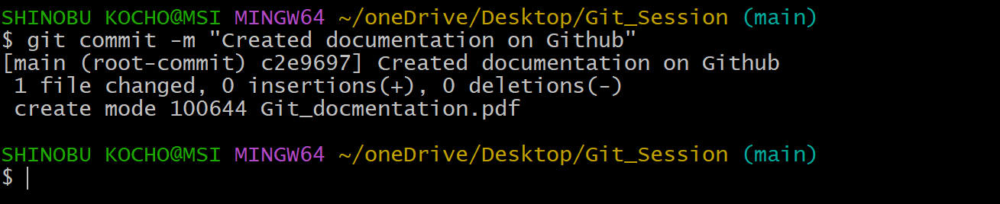 SHINOBU KOCHO@MSI MINGW64 ~/oneDrive/Desktop/Git_Session (main)
$ git commit -m "Created documentation on Github"
[main (root-commit) c2e9697] Created documentation on Github
 1 file changed, 0 insertions(+), 0 deletions(-)
 create mode 100644 Git_docmentation.pdf
SHINOBU KOCHO@MSI MINGW64 ~/oneDrive/Desktop/Git_Session (main)
$